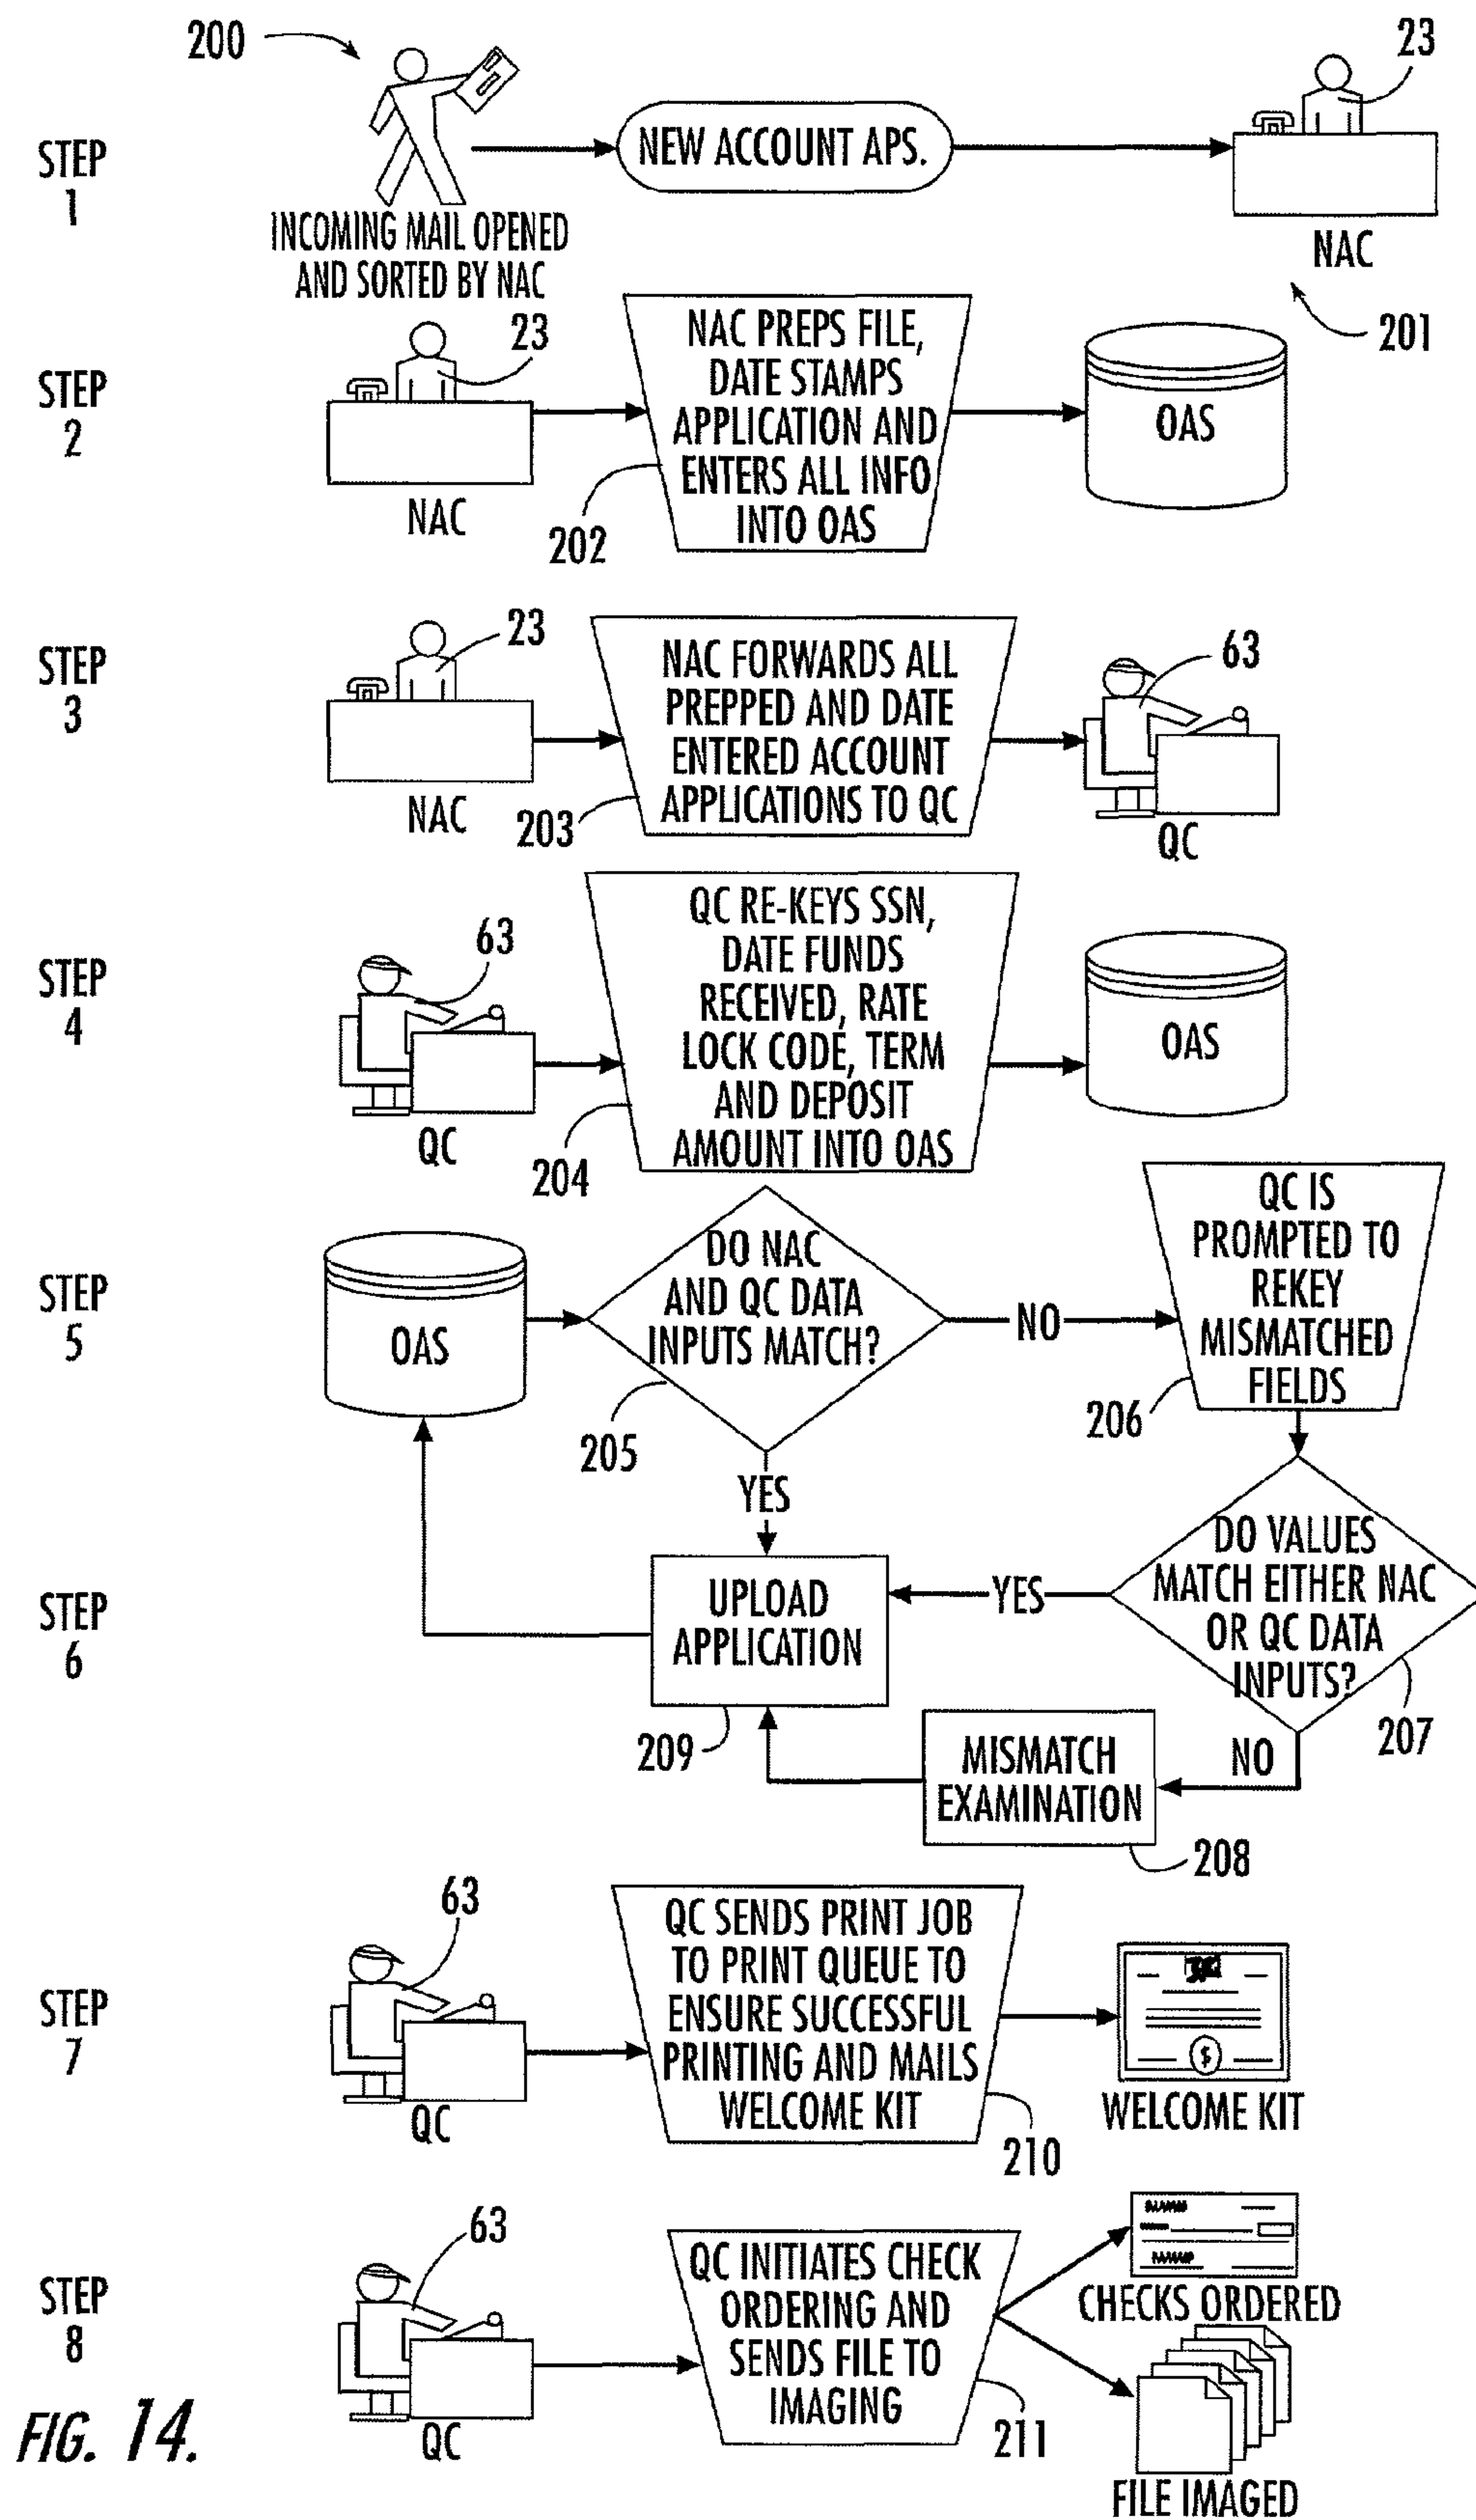 200
23
STEP
1
NEW ACCOUNT APS.
INCOMING MAIL OPENED
AND SORTED BY NAC
NAC
201
STEP
2
23
NAC
NAC PREPS FILE,
DATE STAMPS
APPLICATION AND
ENTERS ALL INFO
INTO OAS
202
OAS
STEP
3
23
NAC
NAC FORWARDS ALL
PREPPED AND DATE
ENTERED ACCOUNT
APPLICATIONS TO QC
203
63
QC
STEP
4
63
QC
QC RE-KEYS SSN,
DATE FUNDS
RECEIVED, RATE
LOCK CODE, TERM
AND DEPOSIT
AMOUNT INTO OAS
204
OAS
STEP
5
OAS
DO NAC
AND QC DATA
INPUTS MATCH?
205
NO
QC IS
PROMPTED TO
REKEY
MISMATCHED
FIELDS
206
YES
STEP
6
UPLOAD
APPLICATION
209
YES
DO VALUES
MATCH EITHER NAC
OR QC DATA
INPUTS?
207
NO
MISMATCH
EXAMINATION
208
STEP
7
63
QC
QC SENDS PRINT JOB
TO PRINT QUEUE TO
ENSURE SUCCESSFUL
PRINTING AND MAILS
WELCOME KIT
210
$
WELCOME KIT
STEP
8
63
QC
QC INITIATES CHECK
ORDERING AND
SENDS FILE TO
IMAGING
211
CHECKS ORDERED
FILE IMAGED
FIG. 14.